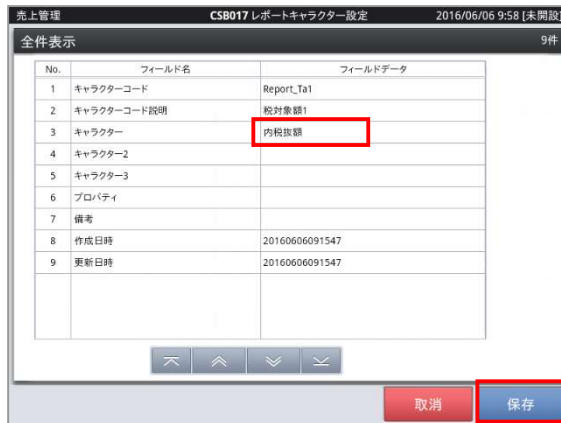 売上管理 CSB017 レポートキャラクター設定 2016/06/06 9:58 [未開設]
全件表示 9件
No. フィールド名 フィールドデータ
1 キャラクターコード Report_Ta1
2 キャラクターコード説明 税対象額1
3 キャラクター 内税抜額
4 キャラクター2
5 キャラクター3
6 プロパティ
7 備考
8 作成日時 20160606091547
9 更新日時 20160606091547
取消 保存